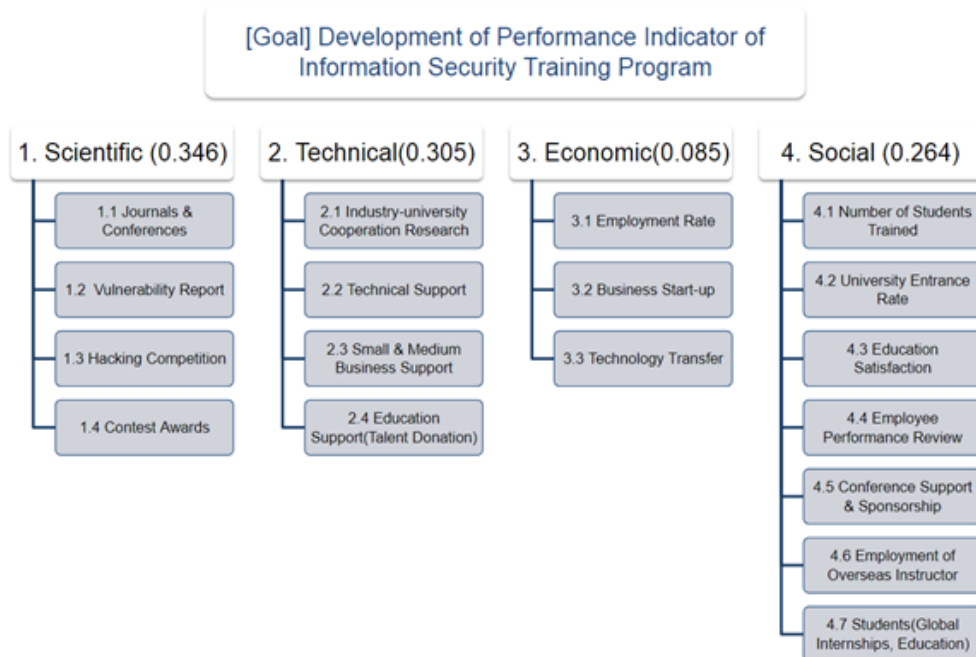 [Goal] Development of Performance Indicator of
Information Security Training Program
1. Scientific (0.346)
1.1 Journals &
Conferences
1.2 Vulnerability Report
1.3 Hacking Competition
1.4 Contest Awards
2. Technical(0.305)
2.1 Industry-university
Cooperation Research
2.2 Technical Support
2.3 Small & Medium
Business Support
2.4 Education
Support(Talent Donation)
3. Economic(0.085)
3.1 Employment Rate
3.2 Business Start-up
3.3 Technology Transfer
4. Social (0.264)
4.1 Number of Students
Trained
4.2 University Entrance
Rate
4.3 Education
Satisfaction
4.4 Employee
Performance Review
4.5 Conference Support
& Sponsorship
4.6 Employment of
Overseas Instructor
4.7 Students(Global
Internships, Education)